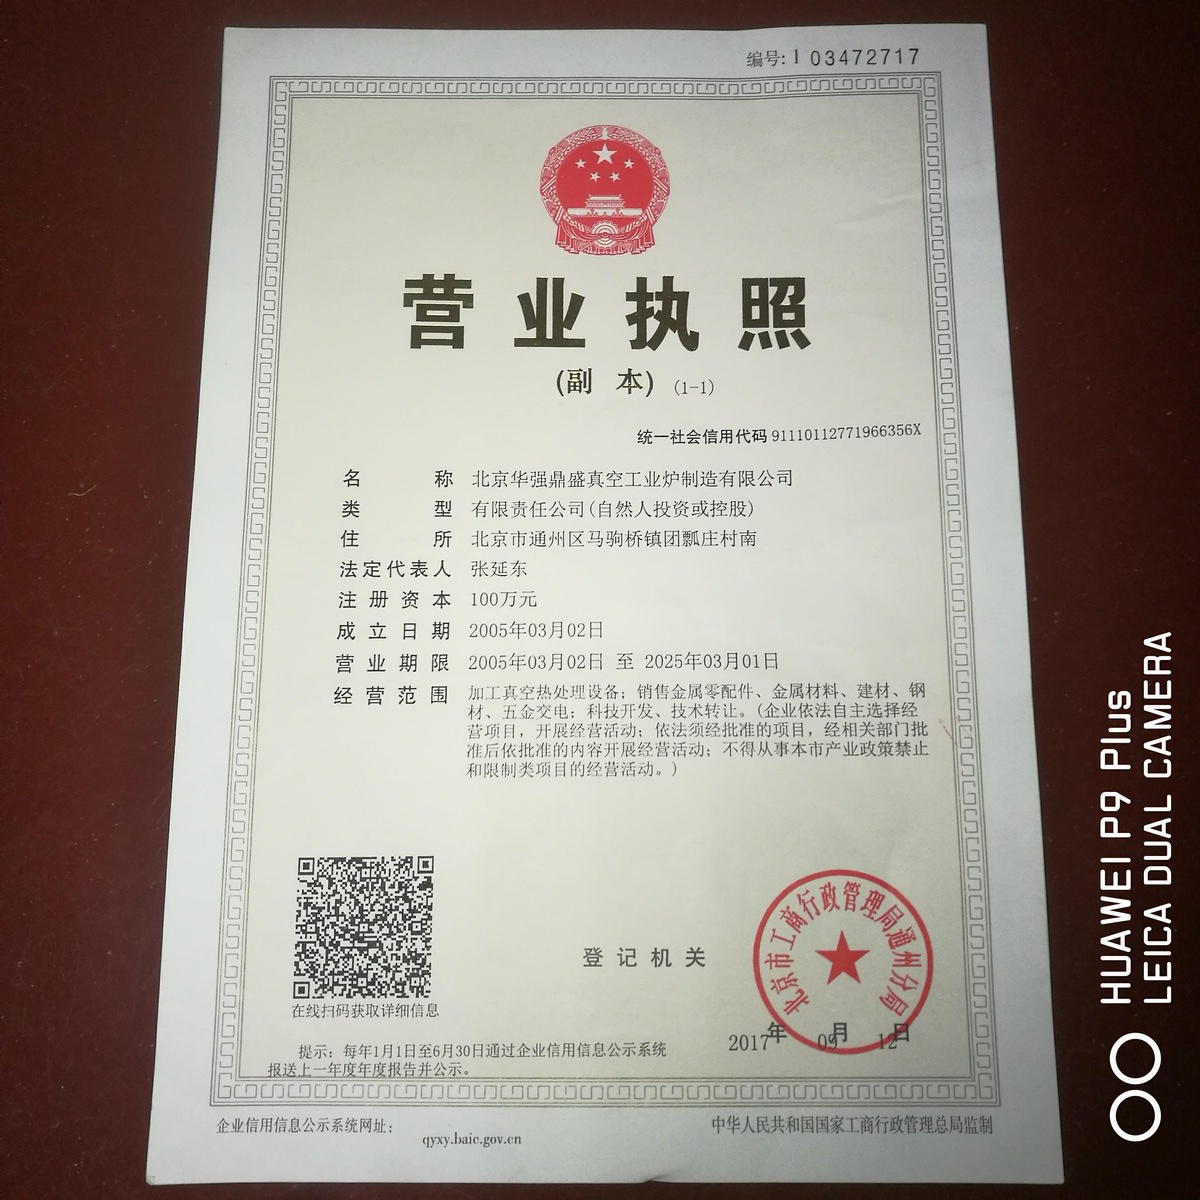 编号: 1 03472717
营业执照
(副 本) (1-1)
统一社会信用代码 91110112771966356X
名称 北京华强鼎盛真空工业炉制造有限公司
类型 有限责任公司(自然人投资或控股)
住所 北京市通州区马驹桥镇团瓢庄村南
法定代表人 张延东
注册资本 100万元
成立日期 2005年03月02日
营业期限 2005年03月02日 至 2025年03月01日
经营范围 加工真空热处理设备；销售金属零配件、金属材料、建材、钢
材、五金交电；科技开发、技术转让。(企业依法自主选择经
营项目，开展经营活动；依法须经批准的项目，经相关部门批
准后依批准的内容开展经营活动；不得从事本市产业政策禁止
和限制类项目的经营活动。)
在线扫码获取详细信息
登记机关
北京市工商行政管理局通州分局
2017年 09月 12日
提示：每年1月1日至6月30日通过企业信用信息公示系统
报送上一年度年度报告并公示。
企业信用信息公示系统网址：
qyxy.baic.gov.cn
中华人民共和国国家工商行政管理总局监制
HUAWEI P9 Plus
LEICA DUAL CAMERA